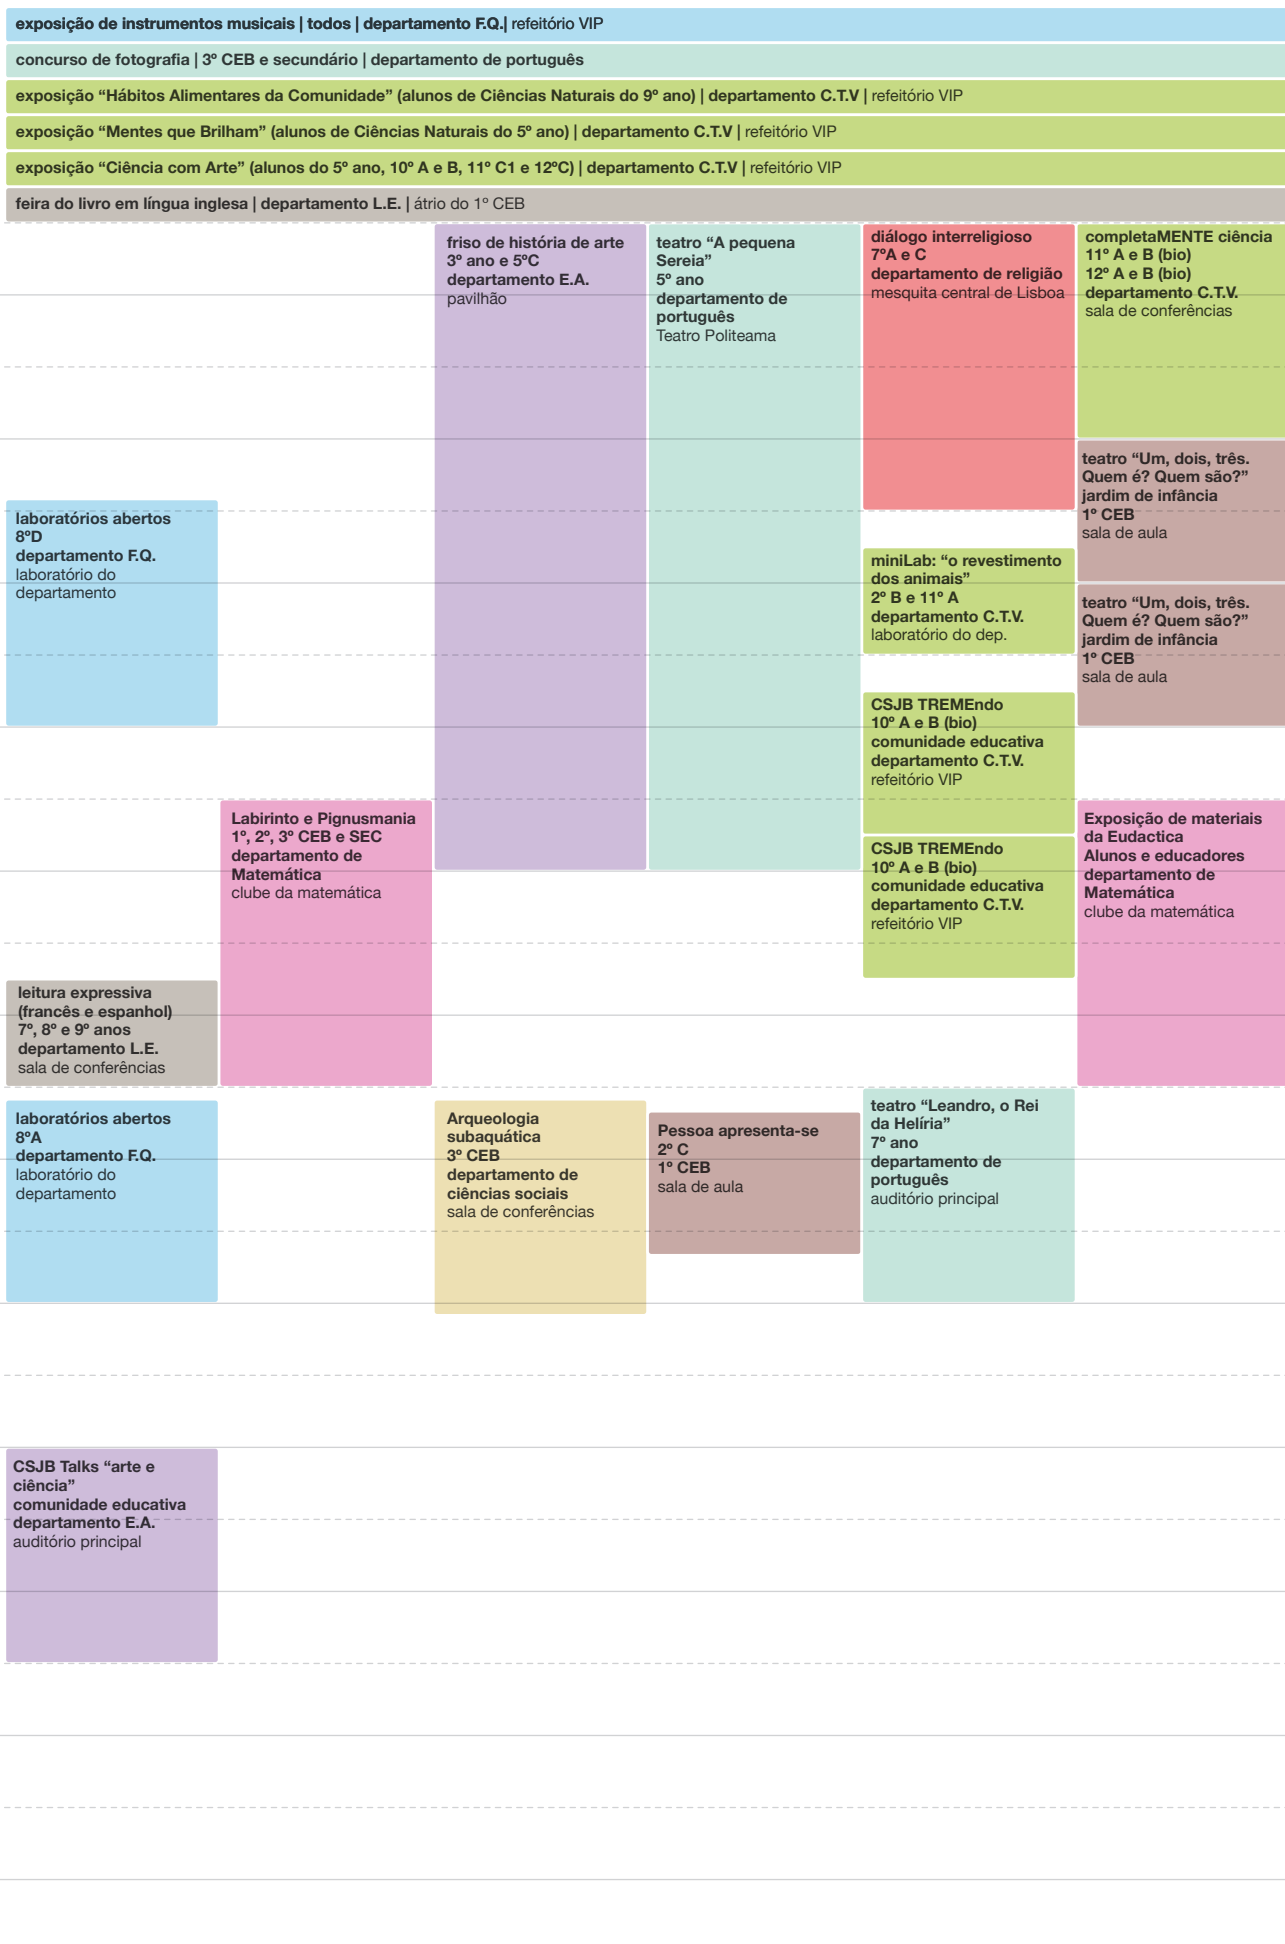 exposição de instrumentos musicais | todos | departamento F.Q.| refeitório VIP
concurso de fotografia | 3º CEB e secundário | departamento de português
exposição “Hábitos Alimentares da Comunidade” (alunos de Ciências Naturais do 9º ano) | departamento C.T.V | refeitório VIP
exposição “Mentes que Brilham” (alunos de Ciências Naturais do 5º ano) | departamento C.T.V | refeitório VIP
exposição “Ciência com Arte” (alunos do 5º ano, 10º A e B, 11º C1 e 12ºC) | departamento C.T.V | refeitório VIP
feira do livro em língua inglesa | departamento L.E. | átrio do 1º CEB
friso de história de arte
3º ano e 5ºC
departamento E.A.
pavilhão
teatro “A pequena
Sereia”
5º ano
departamento de
português
Teatro Politeama
diálogo interreligioso
7ºA e C
departamento de religião
mesquita central de Lisboa
completaMENTE ciência
11º A e B (bio)
12º A e B (bio)
departamento C.T.V.
sala de conferências
teatro “Um, dois, três.
Quem é? Quem são?”
jardim de infância
1º CEB
sala de aula
laboratórios abertos
8ºD
departamento F.Q.
laboratório do
departamento
miniLab: “o revestimento
dos animais”
2º B e 11º A
departamento C.T.V.
laboratório do dep.
teatro “Um, dois, três.
Quem é? Quem são?”
jardim de infância
1º CEB
sala de aula
CSJB TREMEndo
10º A e B (bio)
comunidade educativa
departamento C.T.V.
refeitório VIP
Labirinto e Pignusmania
1º, 2º, 3º CEB e SEC
departamento de
Matemática
clube da matemática
CSJB TREMEndo
10º A e B (bio)
comunidade educativa
departamento C.T.V.
refeitório VIP
Exposição de materiais
da Eudactica
Alunos e educadores
departamento de
Matemática
clube da matemática
leitura expressiva
(francês e espanhol)
7º, 8º e 9º anos
departamento L.E.
sala de conferências
laboratórios abertos
8ºA
departamento F.Q.
laboratório do
departamento
Arqueologia
subaquática
3º CEB
departamento de
ciências sociais
sala de conferências
Pessoa apresenta-se
2º C
1º CEB
sala de aula
teatro “Leandro, o Rei
da Helíria”
7º ano
departamento de
português
auditório principal
CSJB Talks “arte e
ciência”
comunidade educativa
departamento E.A.
auditório principal